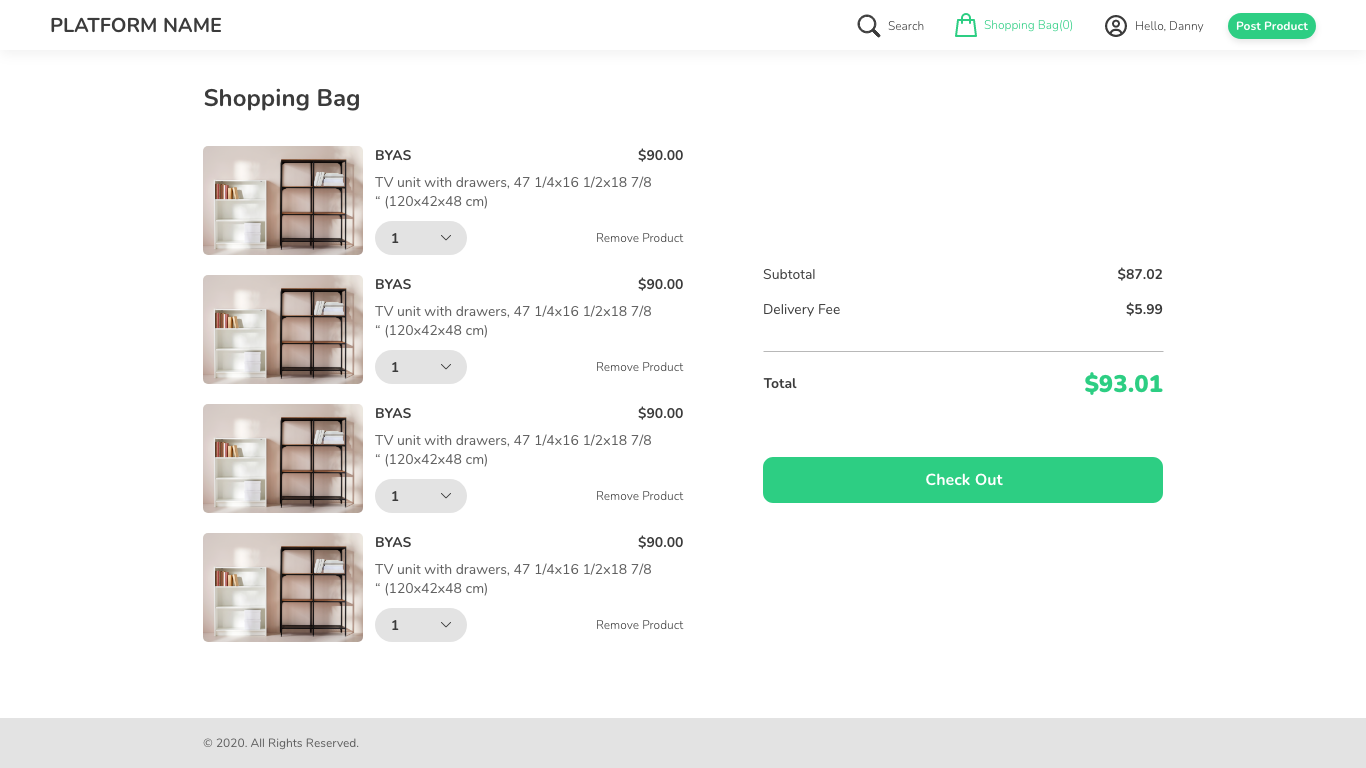 PLATFORM NAME
Search
Shopping Bag(0)
Hello, Danny
Post Product
Shopping Bag
BYAS $90.00
TV unit with drawers, 47 1/4x16 1/2x18 7/8
“ (120x42x48 cm)
1 Remove Product
BYAS $90.00
TV unit with drawers, 47 1/4x16 1/2x18 7/8
“ (120x42x48 cm)
1 Remove Product
BYAS $90.00
TV unit with drawers, 47 1/4x16 1/2x18 7/8
“ (120x42x48 cm)
1 Remove Product
BYAS $90.00
TV unit with drawers, 47 1/4x16 1/2x18 7/8
“ (120x42x48 cm)
1 Remove Product
Subtotal $87.02
Delivery Fee $5.99
Total $93.01
Check Out
© 2020. All Rights Reserved.